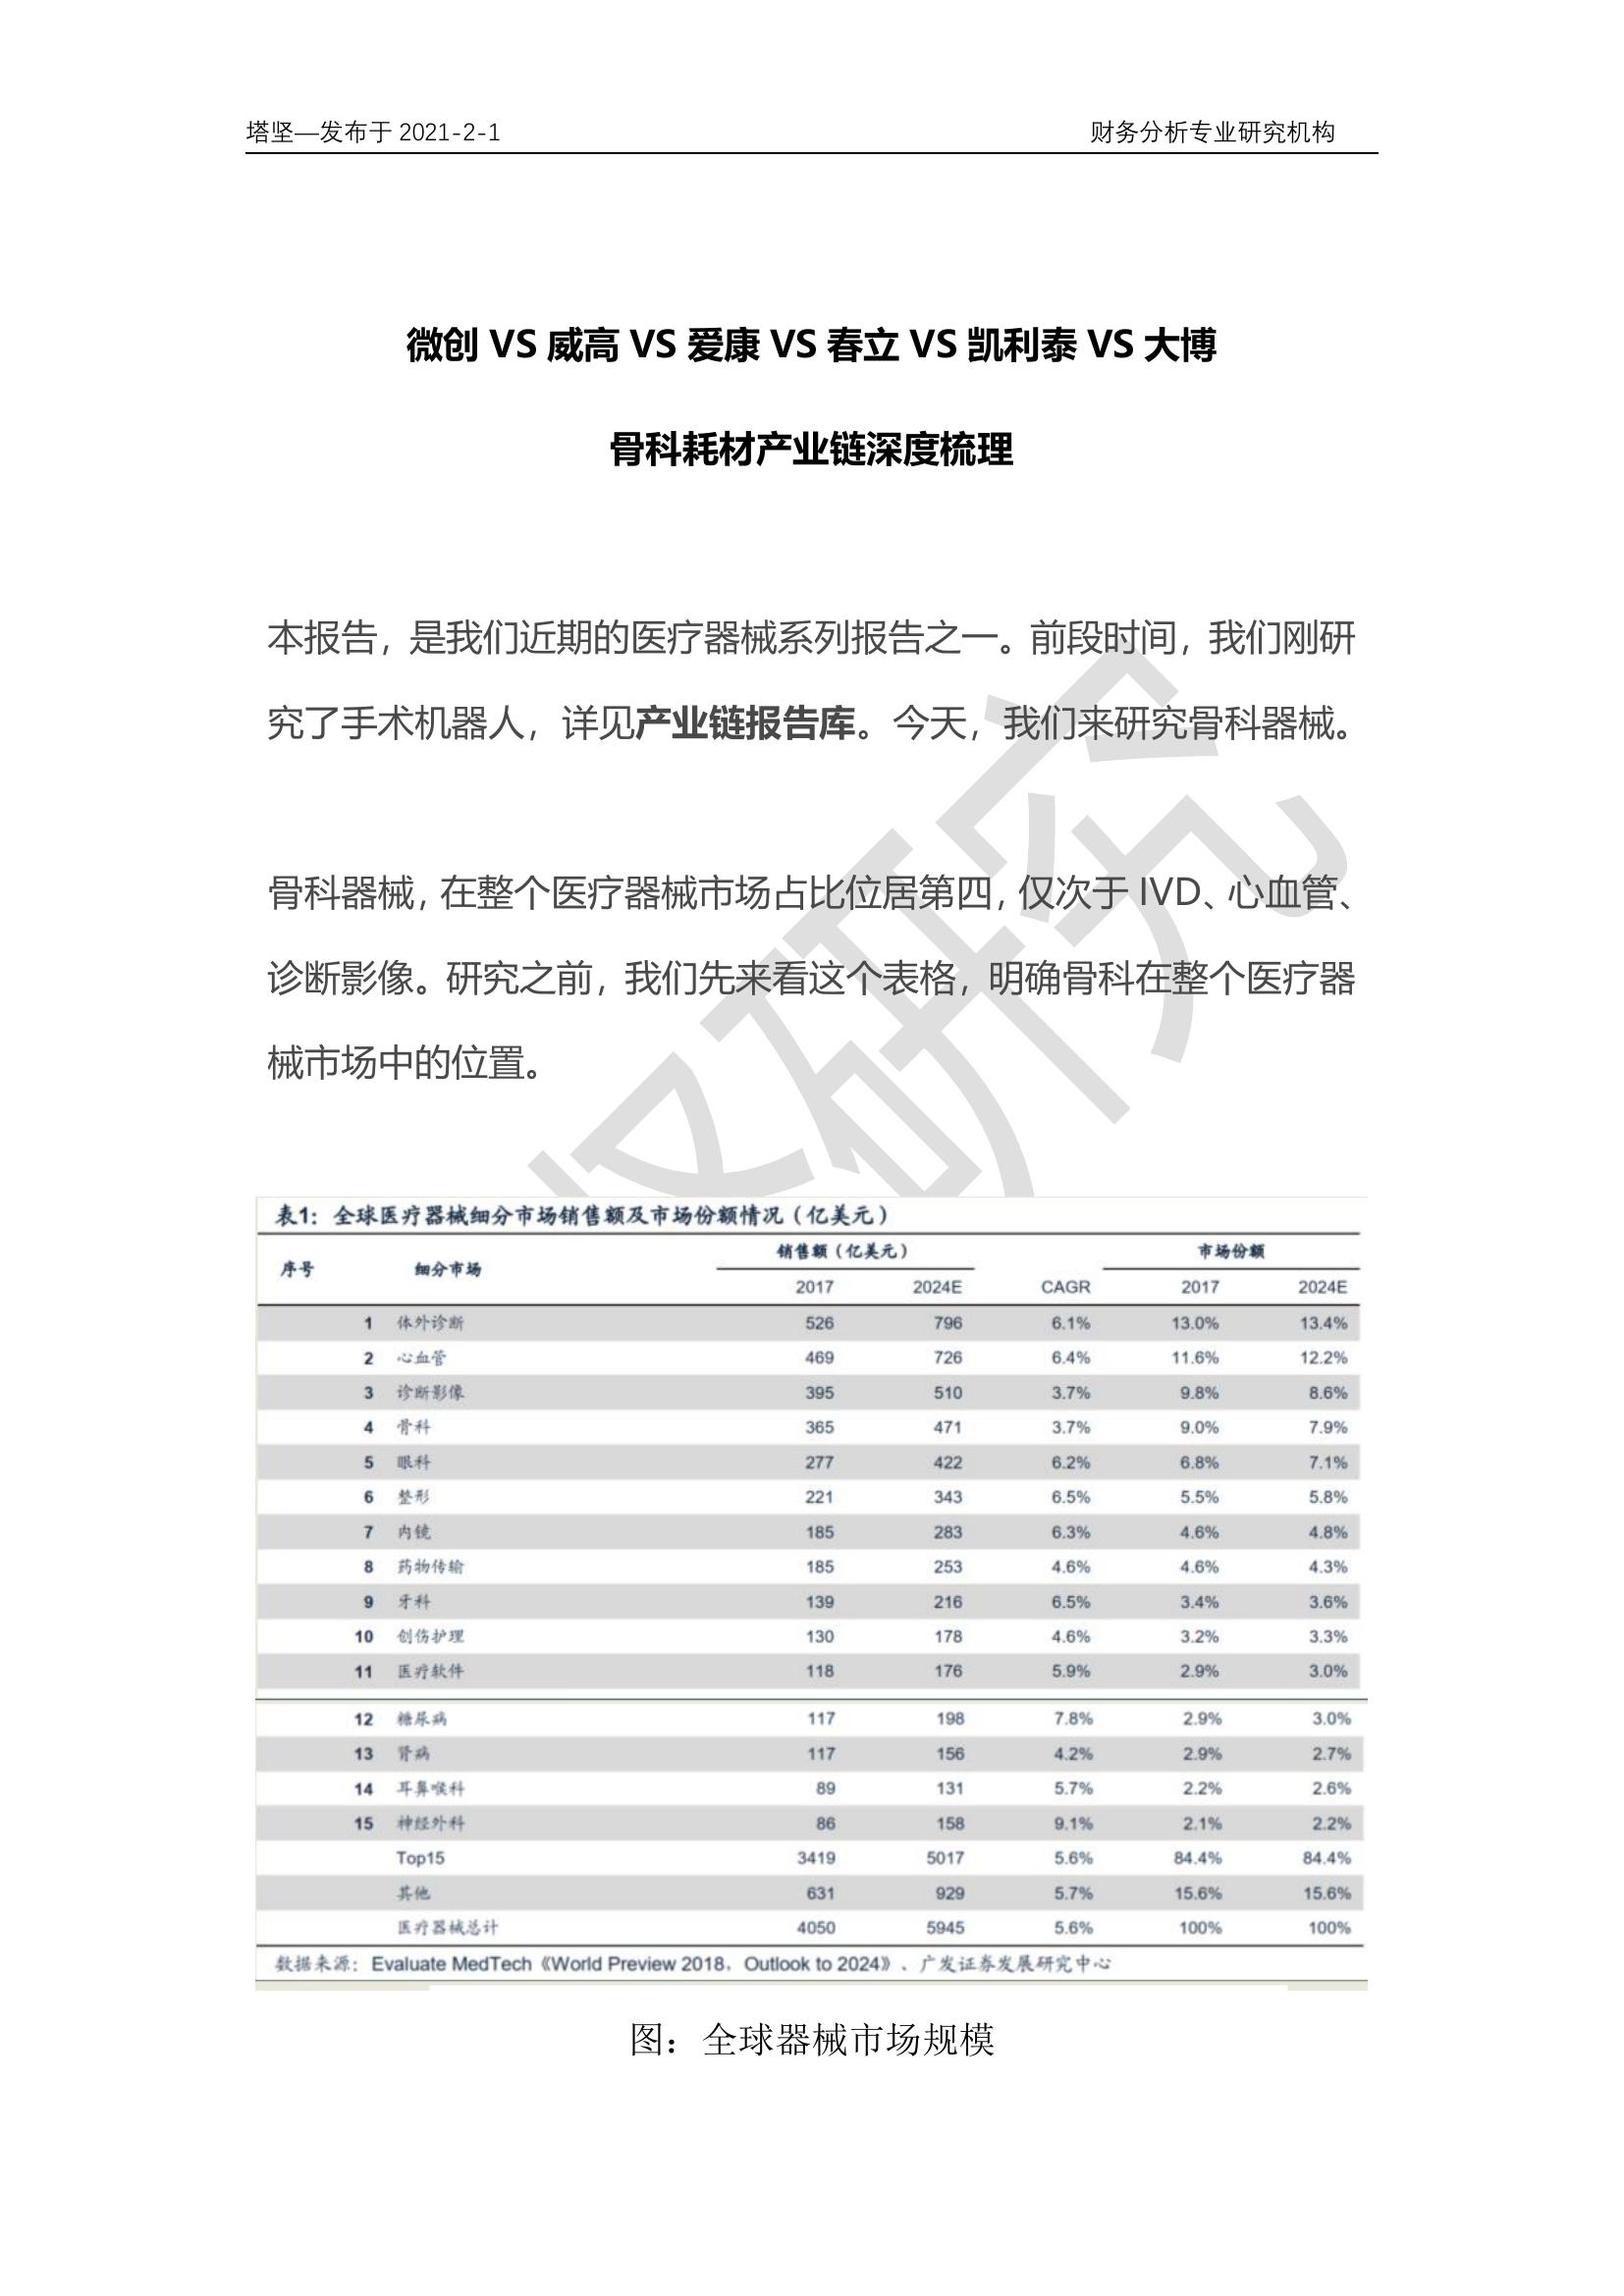 塔坚—发布于 2021-2-1 财务分析专业研究机构
微创 VS 威高 VS 爱康 VS 春立 VS 凯利泰 VS 大博
骨科耗材产业链深度梳理
本报告，是我们近期的医疗器械系列报告之一。前段时间，我们刚研
究了手术机器人，详见产业链报告库。今天，我们来研究骨科器械。
骨科器械，在整个医疗器械市场占比位居第四，仅次于 IVD、心血管、
诊断影像。研究之前，我们先来看这个表格，明确骨科在整个医疗器
械市场中的位置。
研究
表1：全球医疗器械细分市场销售额及市场份额情况（亿美元）
序号 细分市场 销售额（亿美元） 市场份额
2017 2024E CAGR 2017 2024E
1 体外诊断 526 796 6.1% 13.0% 13.4%
2 心血管 469 726 6.4% 11.6% 12.2%
3 诊断影像 395 510 3.7% 9.8% 8.6%
4 骨科 365 471 3.7% 9.0% 7.9%
5 眼科 277 422 6.2% 6.8% 7.1%
6 整形 221 343 6.5% 5.5% 5.8%
7 内镜 185 283 6.3% 4.6% 4.8%
8 药物传输 185 253 4.6% 4.6% 4.3%
9 牙科 139 216 6.5% 3.4% 3.6%
10 创伤护理 130 178 4.6% 3.2% 3.3%
11 医疗软件 118 176 5.9% 2.9% 3.0%
12 糖尿病 117 198 7.8% 2.9% 3.0%
13 肾病 117 156 4.2% 2.9% 2.7%
14 耳鼻喉科 89 131 5.7% 2.2% 2.6%
15 神经外科 86 158 9.1% 2.1% 2.2%
Top15 3419 5017 5.6% 84.4% 84.4%
其他 631 929 5.7% 15.6% 15.6%
医疗器械总计 4050 5945 5.6% 100% 100%
数据来源：Evaluate MedTech《World Preview 2018，Outlook to 2024》、广发证券发展研究中心
图：全球器械市场规模